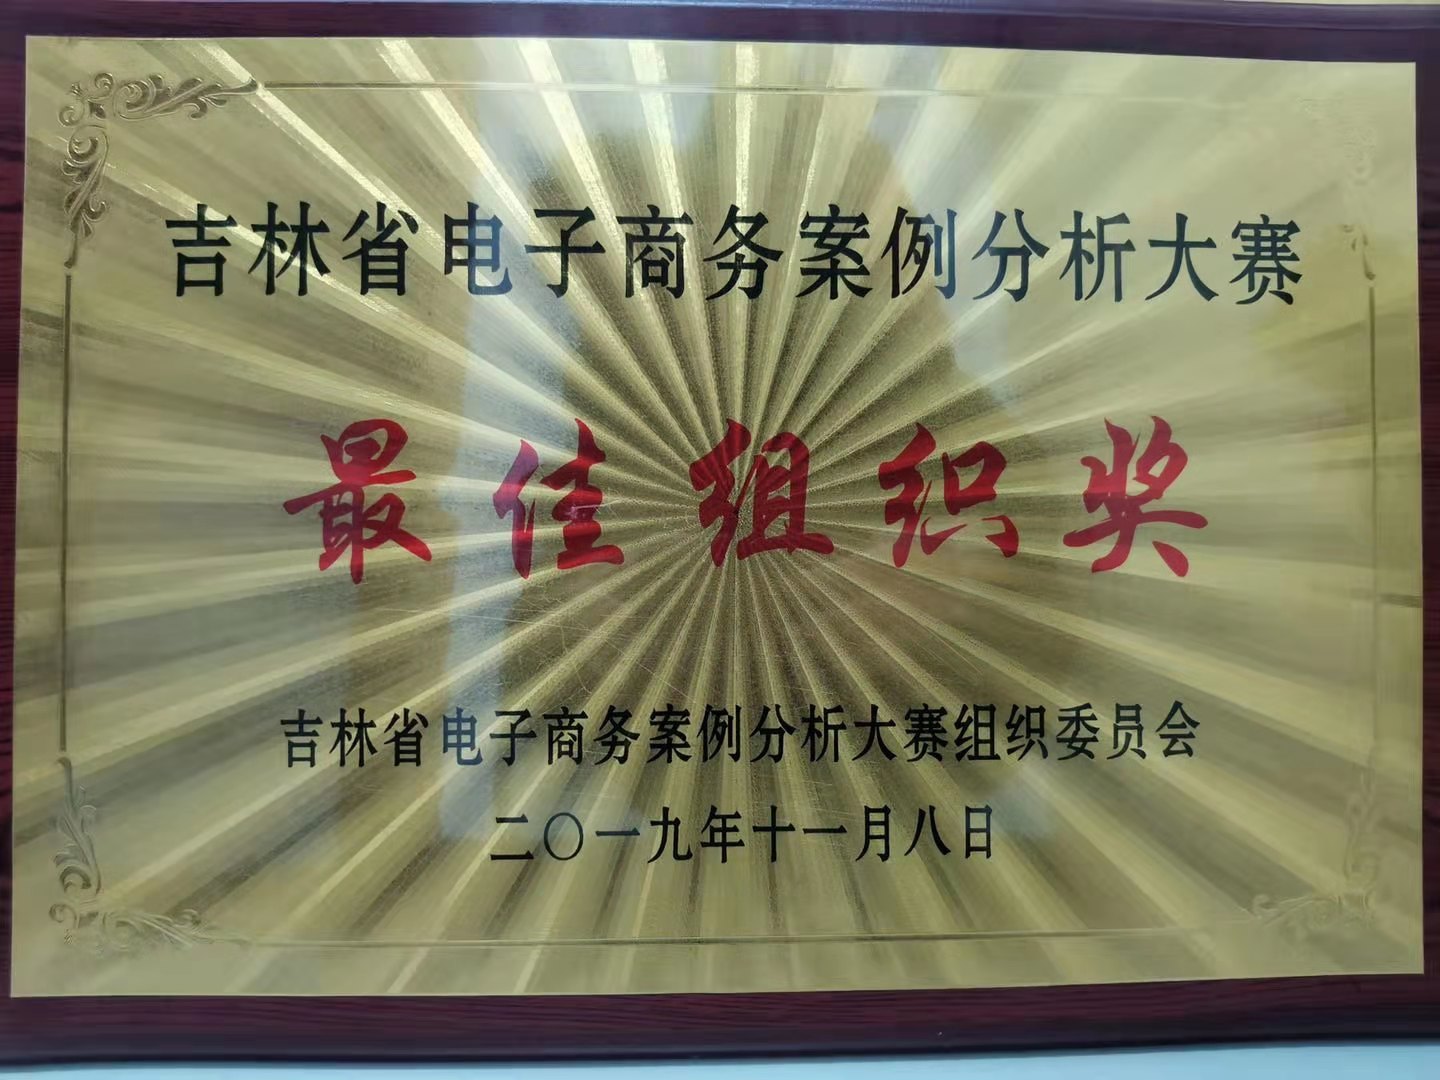 吉林省电子商务案例分析大赛
最佳组织奖
吉林省电子商务案例分析大赛组织委员会
二〇一九年十一月八日